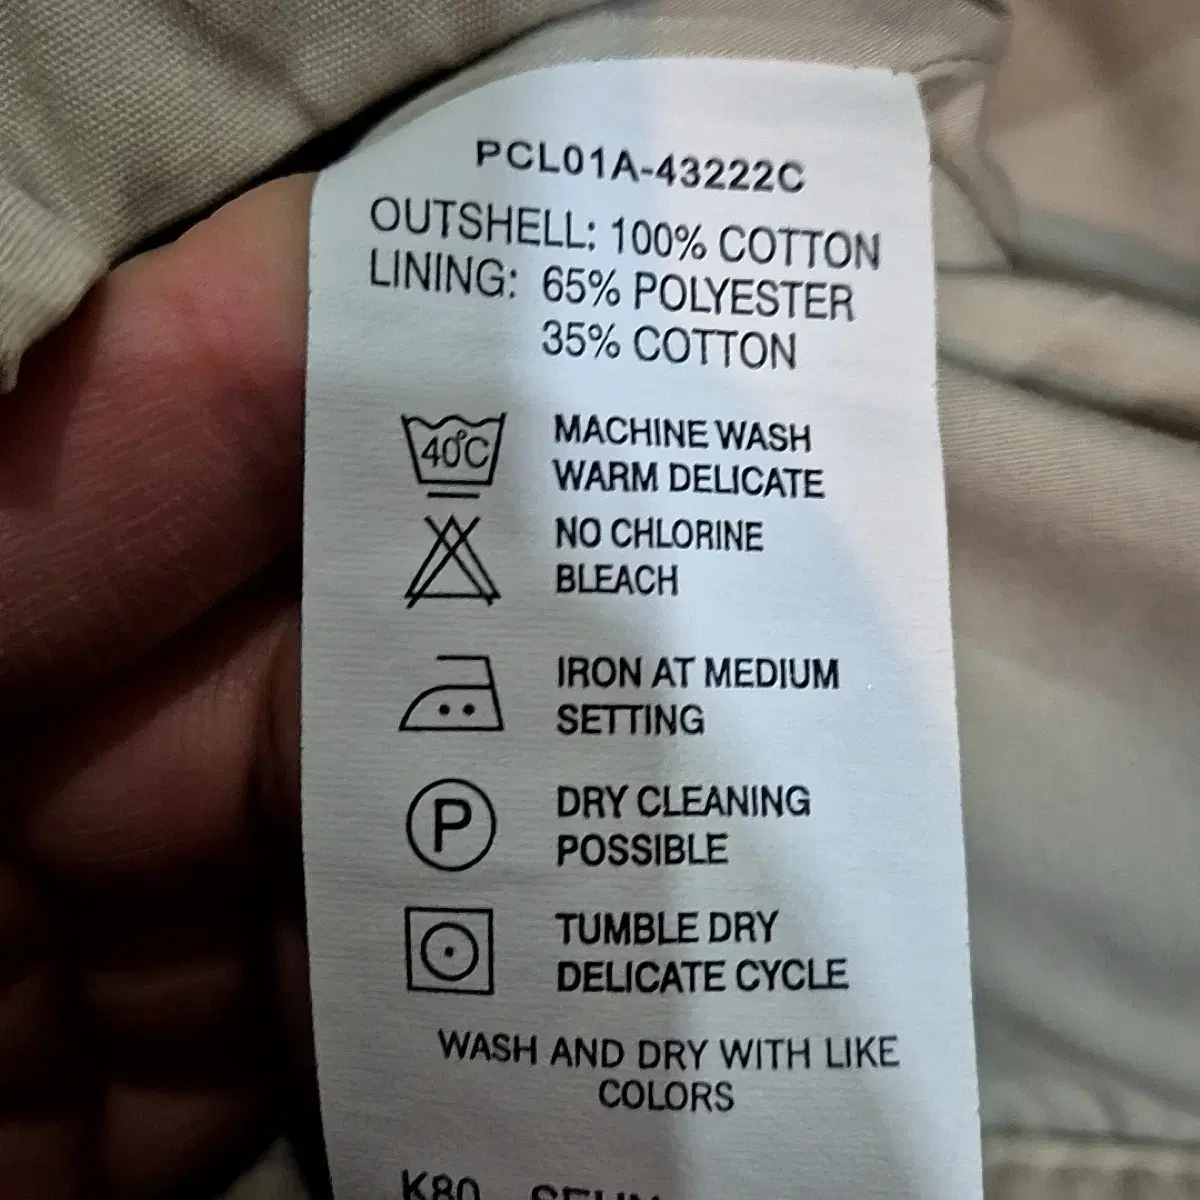 PCL01A-43222C
OUTSHELL: 100% COTTON
LINING: 65% POLYESTER
35% COTTON
40°C
MACHINE WASH
WARM DELICATE
NO CHLORINE
BLEACH
IRON AT MEDIUM
SETTING
P
DRY CLEANING
POSSIBLE
TUMBLE DRY
DELICATE CYCLE
WASH AND DRY WITH LIKE
COLORS
K80